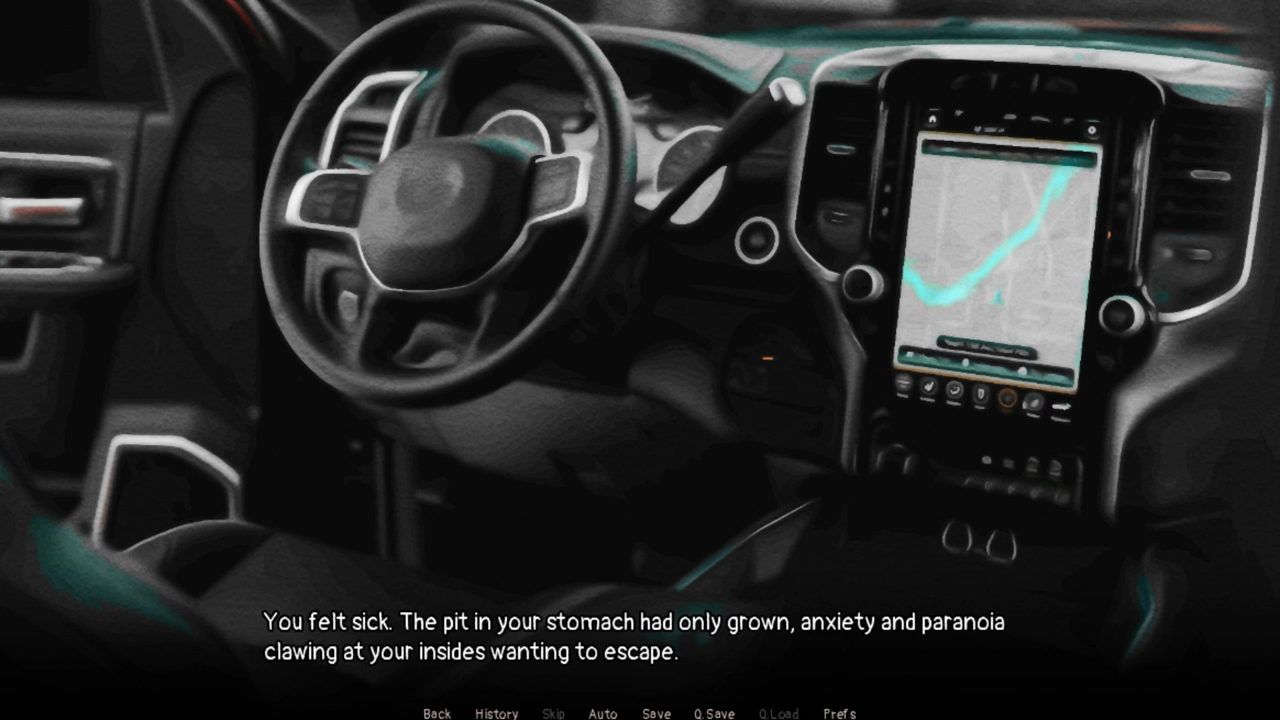 You felt sick. The pit in your stomach had only grown, anxiety and paranoia
clawing at your insides wanting to escape.
Back History Skip Auto Save Q.Save Q.Load Prefs